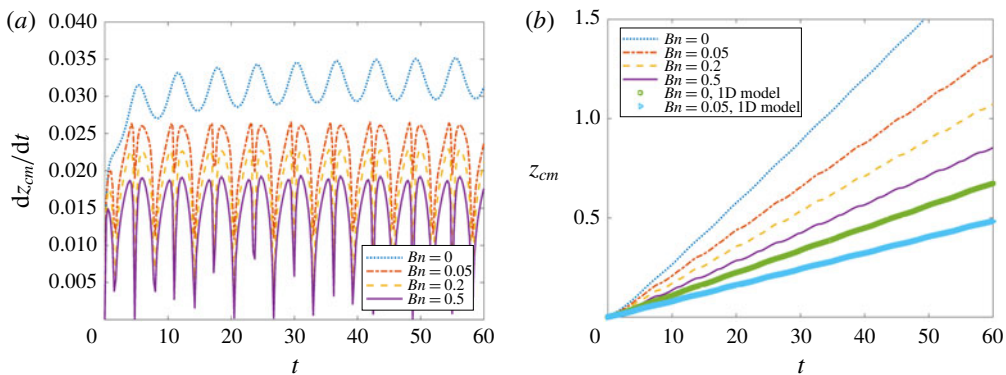 (a)
0.040
0.035
0.030
0.025
0.020
0.015
0.010
0.005
0
10
20
30
40
50
60
dz_cm/dt
t
Bn = 0
Bn = 0.05
Bn = 0.2
Bn = 0.5
(b)
1.5
1.0
0.5
0
10
20
30
40
50
60
z_cm
t
Bn = 0
Bn = 0.05
Bn = 0.2
Bn = 0.5
Bn = 0, 1D model
Bn = 0.05, 1D model